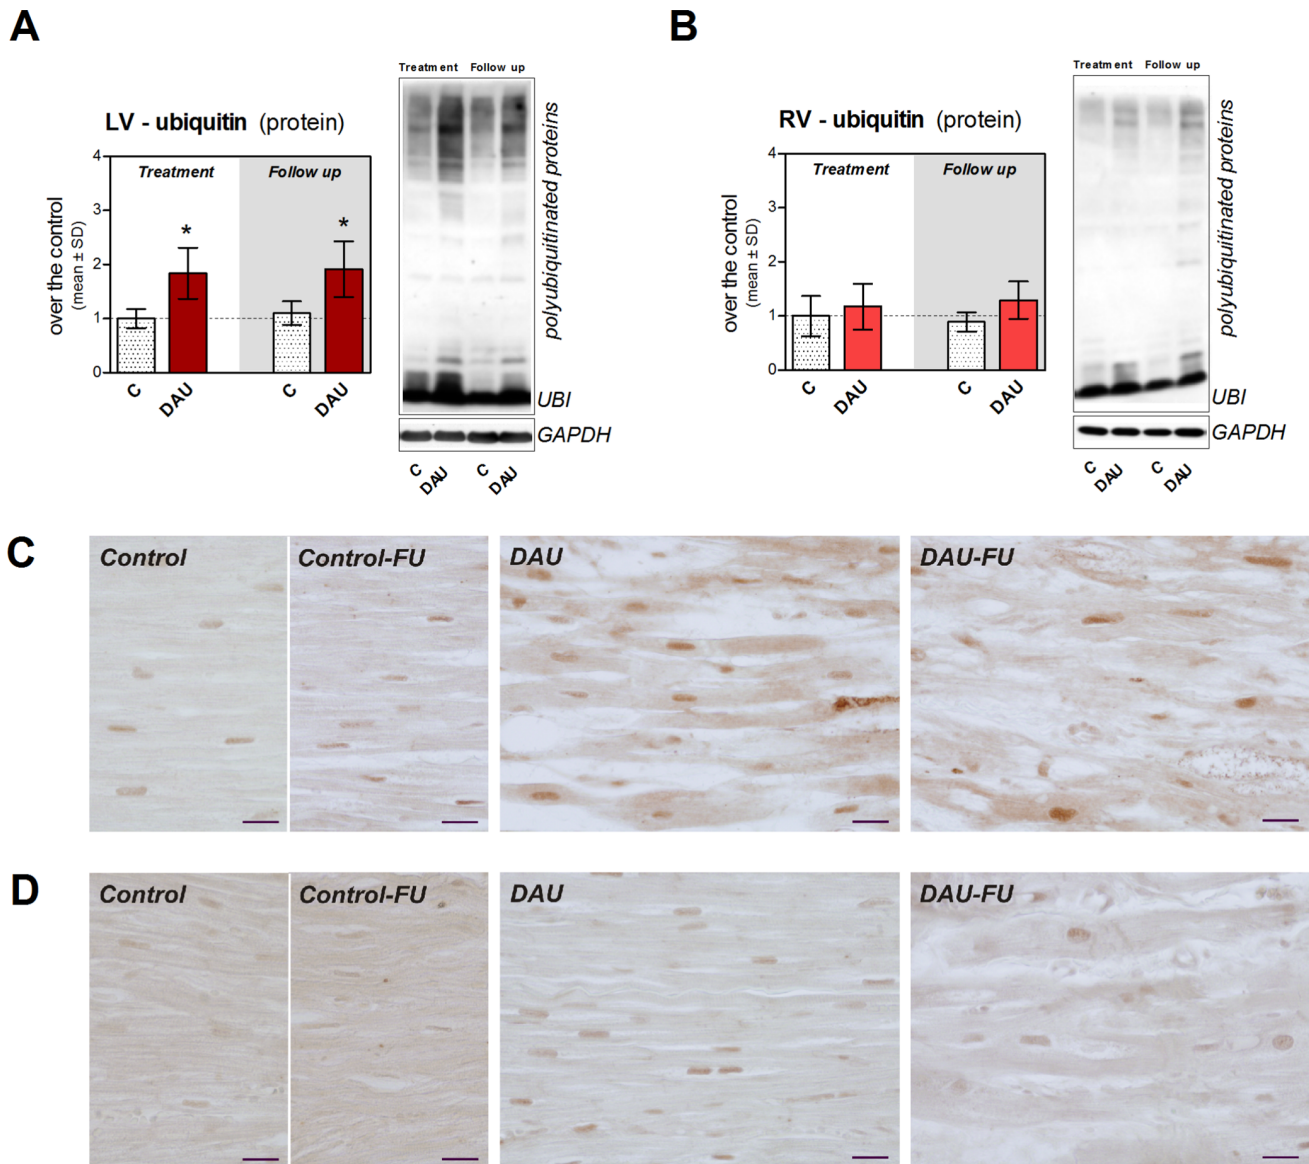 A
LV - ubiquitin (protein)
over the control
(mean ± SD)
4
3
2
1
0
Treatment
Follow up
*
*
C
DAU
C
DAU
Treatment Follow up
polyubiquitinated proteins
UBI
GAPDH
C
DAU
C
DAU
B
RV - ubiquitin (protein)
over the control
(mean ± SD)
4
3
2
1
0
Treatment
Follow up
C
DAU
C
DAU
Treatment Follow up
polyubiquitinated proteins
UBI
GAPDH
C
DAU
C
DAU
C
Control
Control-FU
DAU
DAU-FU
D
Control
Control-FU
DAU
DAU-FU